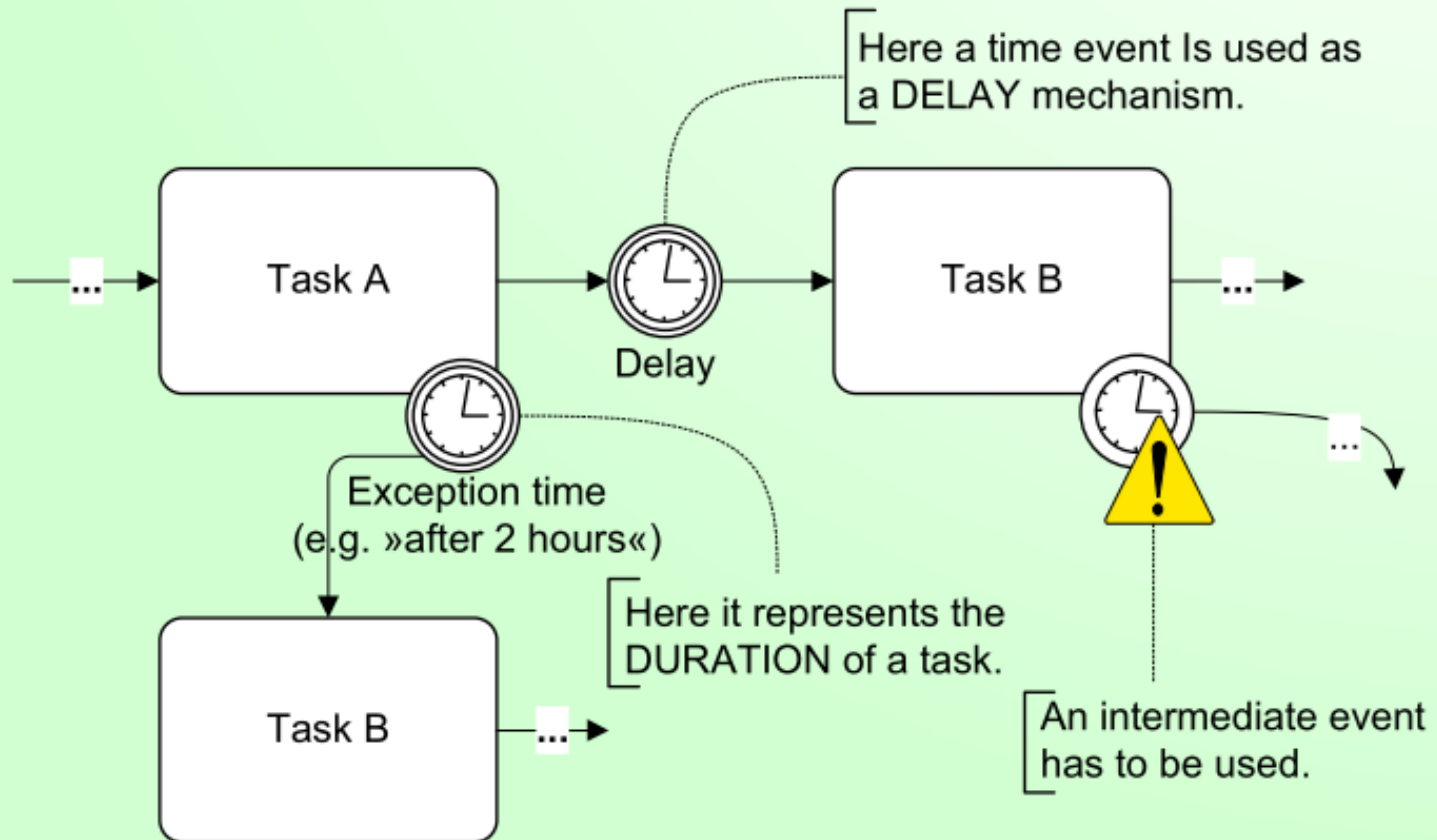 Here a time event Is used as
a DELAY mechanism.
...
Task A
Delay
Task B
...
...
Exception time
(e.g. »after 2 hours«)
Here it represents the
DURATION of a task.
Task B
...
An intermediate event
has to be used.